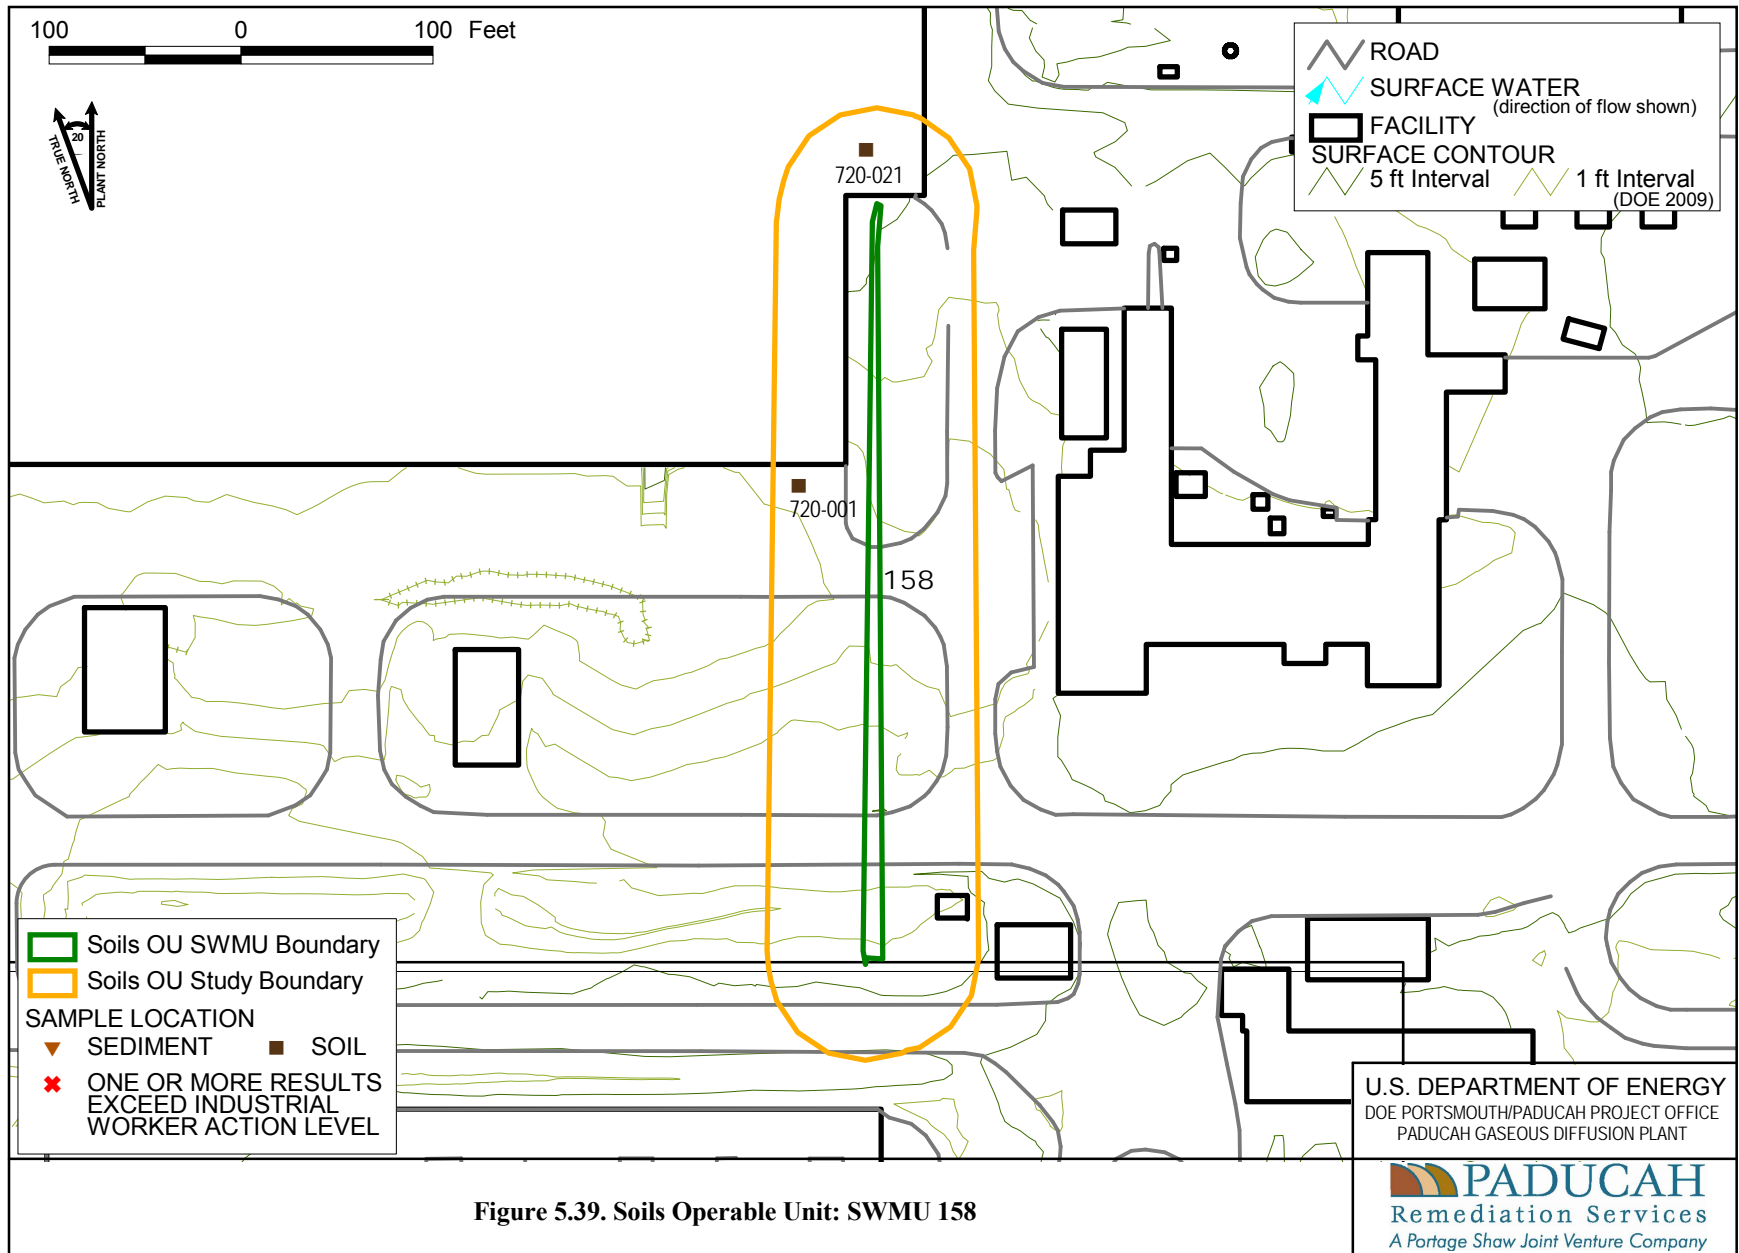 100 0 100 Feet
20
TRUE NORTH
PLANT NORTH
ROAD
SURFACE WATER
(direction of flow shown)
FACILITY
SURFACE CONTOUR
5 ft Interval 1 ft Interval
(DOE 2009)
720-021
720-001
158
Soils OU SWMU Boundary
Soils OU Study Boundary
SAMPLE LOCATION
SEDIMENT SOIL
ONE OR MORE RESULTS
EXCEED INDUSTRIAL
WORKER ACTION LEVEL
U.S. DEPARTMENT OF ENERGY
DOE PORTSMOUTH/PADUCAH PROJECT OFFICE
PADUCAH GASEOUS DIFFUSION PLANT
Figure 5.39. Soils Operable Unit: SWMU 158
PADUCAH
Remediation Services
A Portage Shaw Joint Venture Company